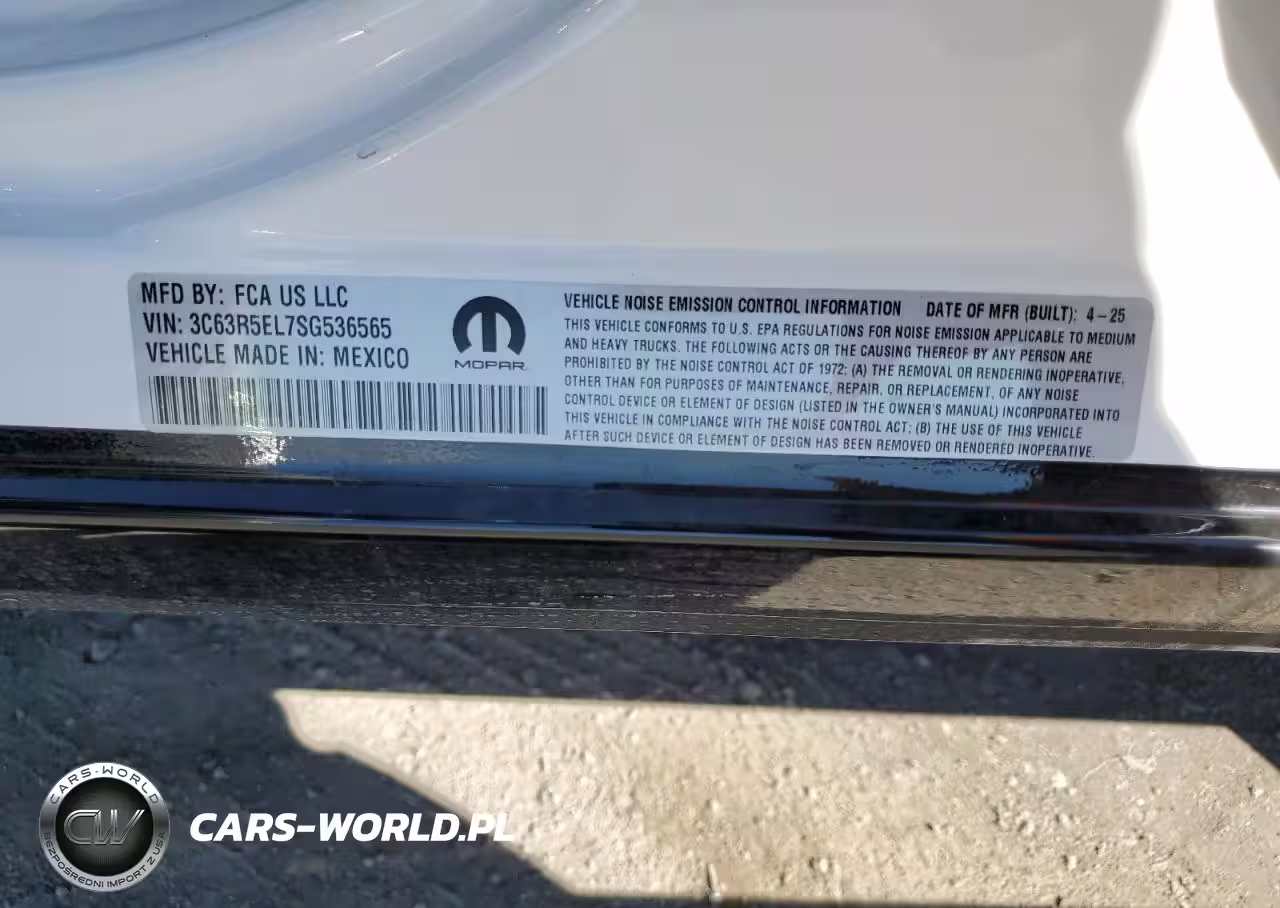 MFD BY: FCA US LLC
VIN: 3C63R5EL7SG536565
VEHICLE MADE IN: MEXICO
MOPAR
VEHICLE NOISE EMISSION CONTROL INFORMATION DATE OF MFR (BUILT): 4-25
THIS VEHICLE CONFORMS TO U.S. EPA REGULATIONS FOR NOISE EMISSION APPLICABLE TO MEDIUM
AND HEAVY TRUCKS. THE FOLLOWING ACTS OR THE CAUSING THEREOF BY ANY PERSON ARE
PROHIBITED BY THE NOISE CONTROL ACT OF 1972: (A) THE REMOVAL OR RENDERING INOPERATIVE,
OTHER THAN FOR PURPOSES OF MAINTENANCE, REPAIR, OR REPLACEMENT, OF ANY NOISE
CONTROL DEVICE OR ELEMENT OF DESIGN (LISTED IN THE OWNER'S MANUAL) INCORPORATED INTO
THIS VEHICLE IN COMPLIANCE WITH THE NOISE CONTROL ACT; (B) THE USE OF THIS VEHICLE
AFTER SUCH DEVICE OR ELEMENT OF DESIGN HAS BEEN REMOVED OR RENDERED INOPERATIVE.
CARS-WORLD
CW
BEZPOŚREDNI IMPORT Z USA
CARS-WORLD.PL